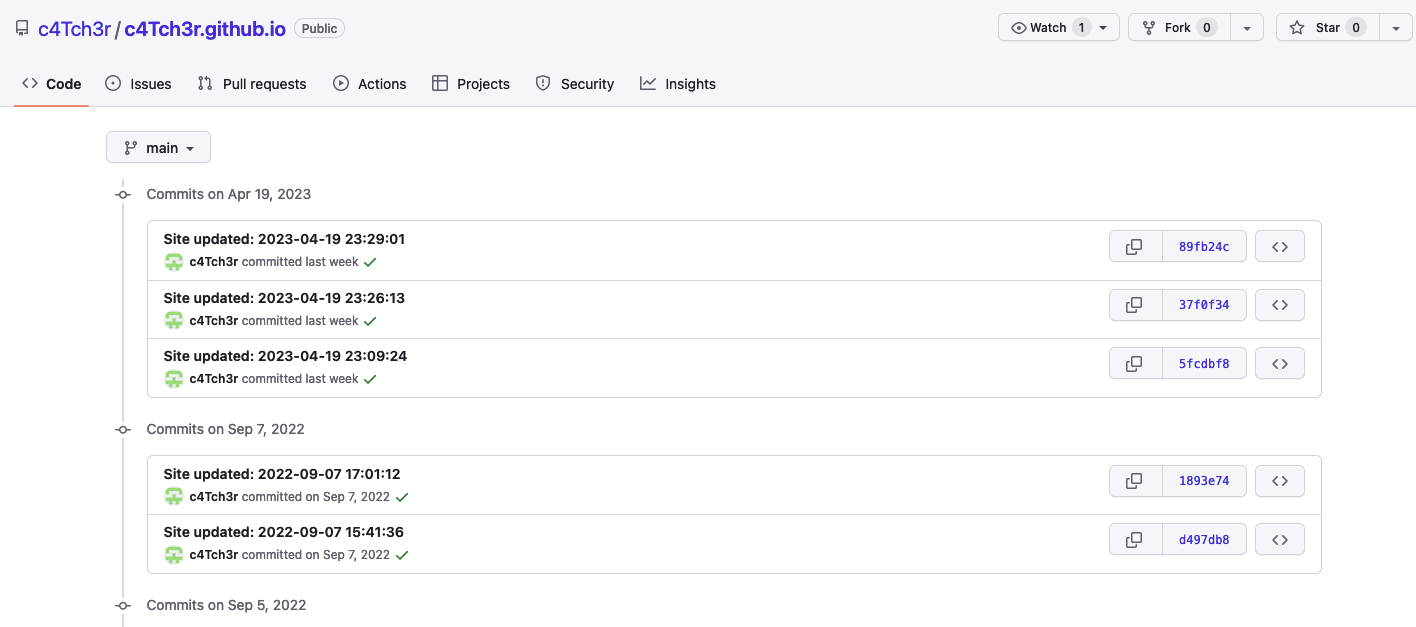 c4Tch3r / c4Tch3r.github.io Public
Watch 1 Fork 0 Star 0
Code Issues Pull requests Actions Projects Security Insights
main
Commits on Apr 19, 2023
Site updated: 2023-04-19 23:29:01
c4Tch3r committed last week
89fb24c
Site updated: 2023-04-19 23:26:13
c4Tch3r committed last week
37f0f34
Site updated: 2023-04-19 23:09:24
c4Tch3r committed last week
5fcdbf8
Commits on Sep 7, 2022
Site updated: 2022-09-07 17:01:12
c4Tch3r committed on Sep 7, 2022
1893e74
Site updated: 2022-09-07 15:41:36
c4Tch3r committed on Sep 7, 2022
d497db8
Commits on Sep 5, 2022